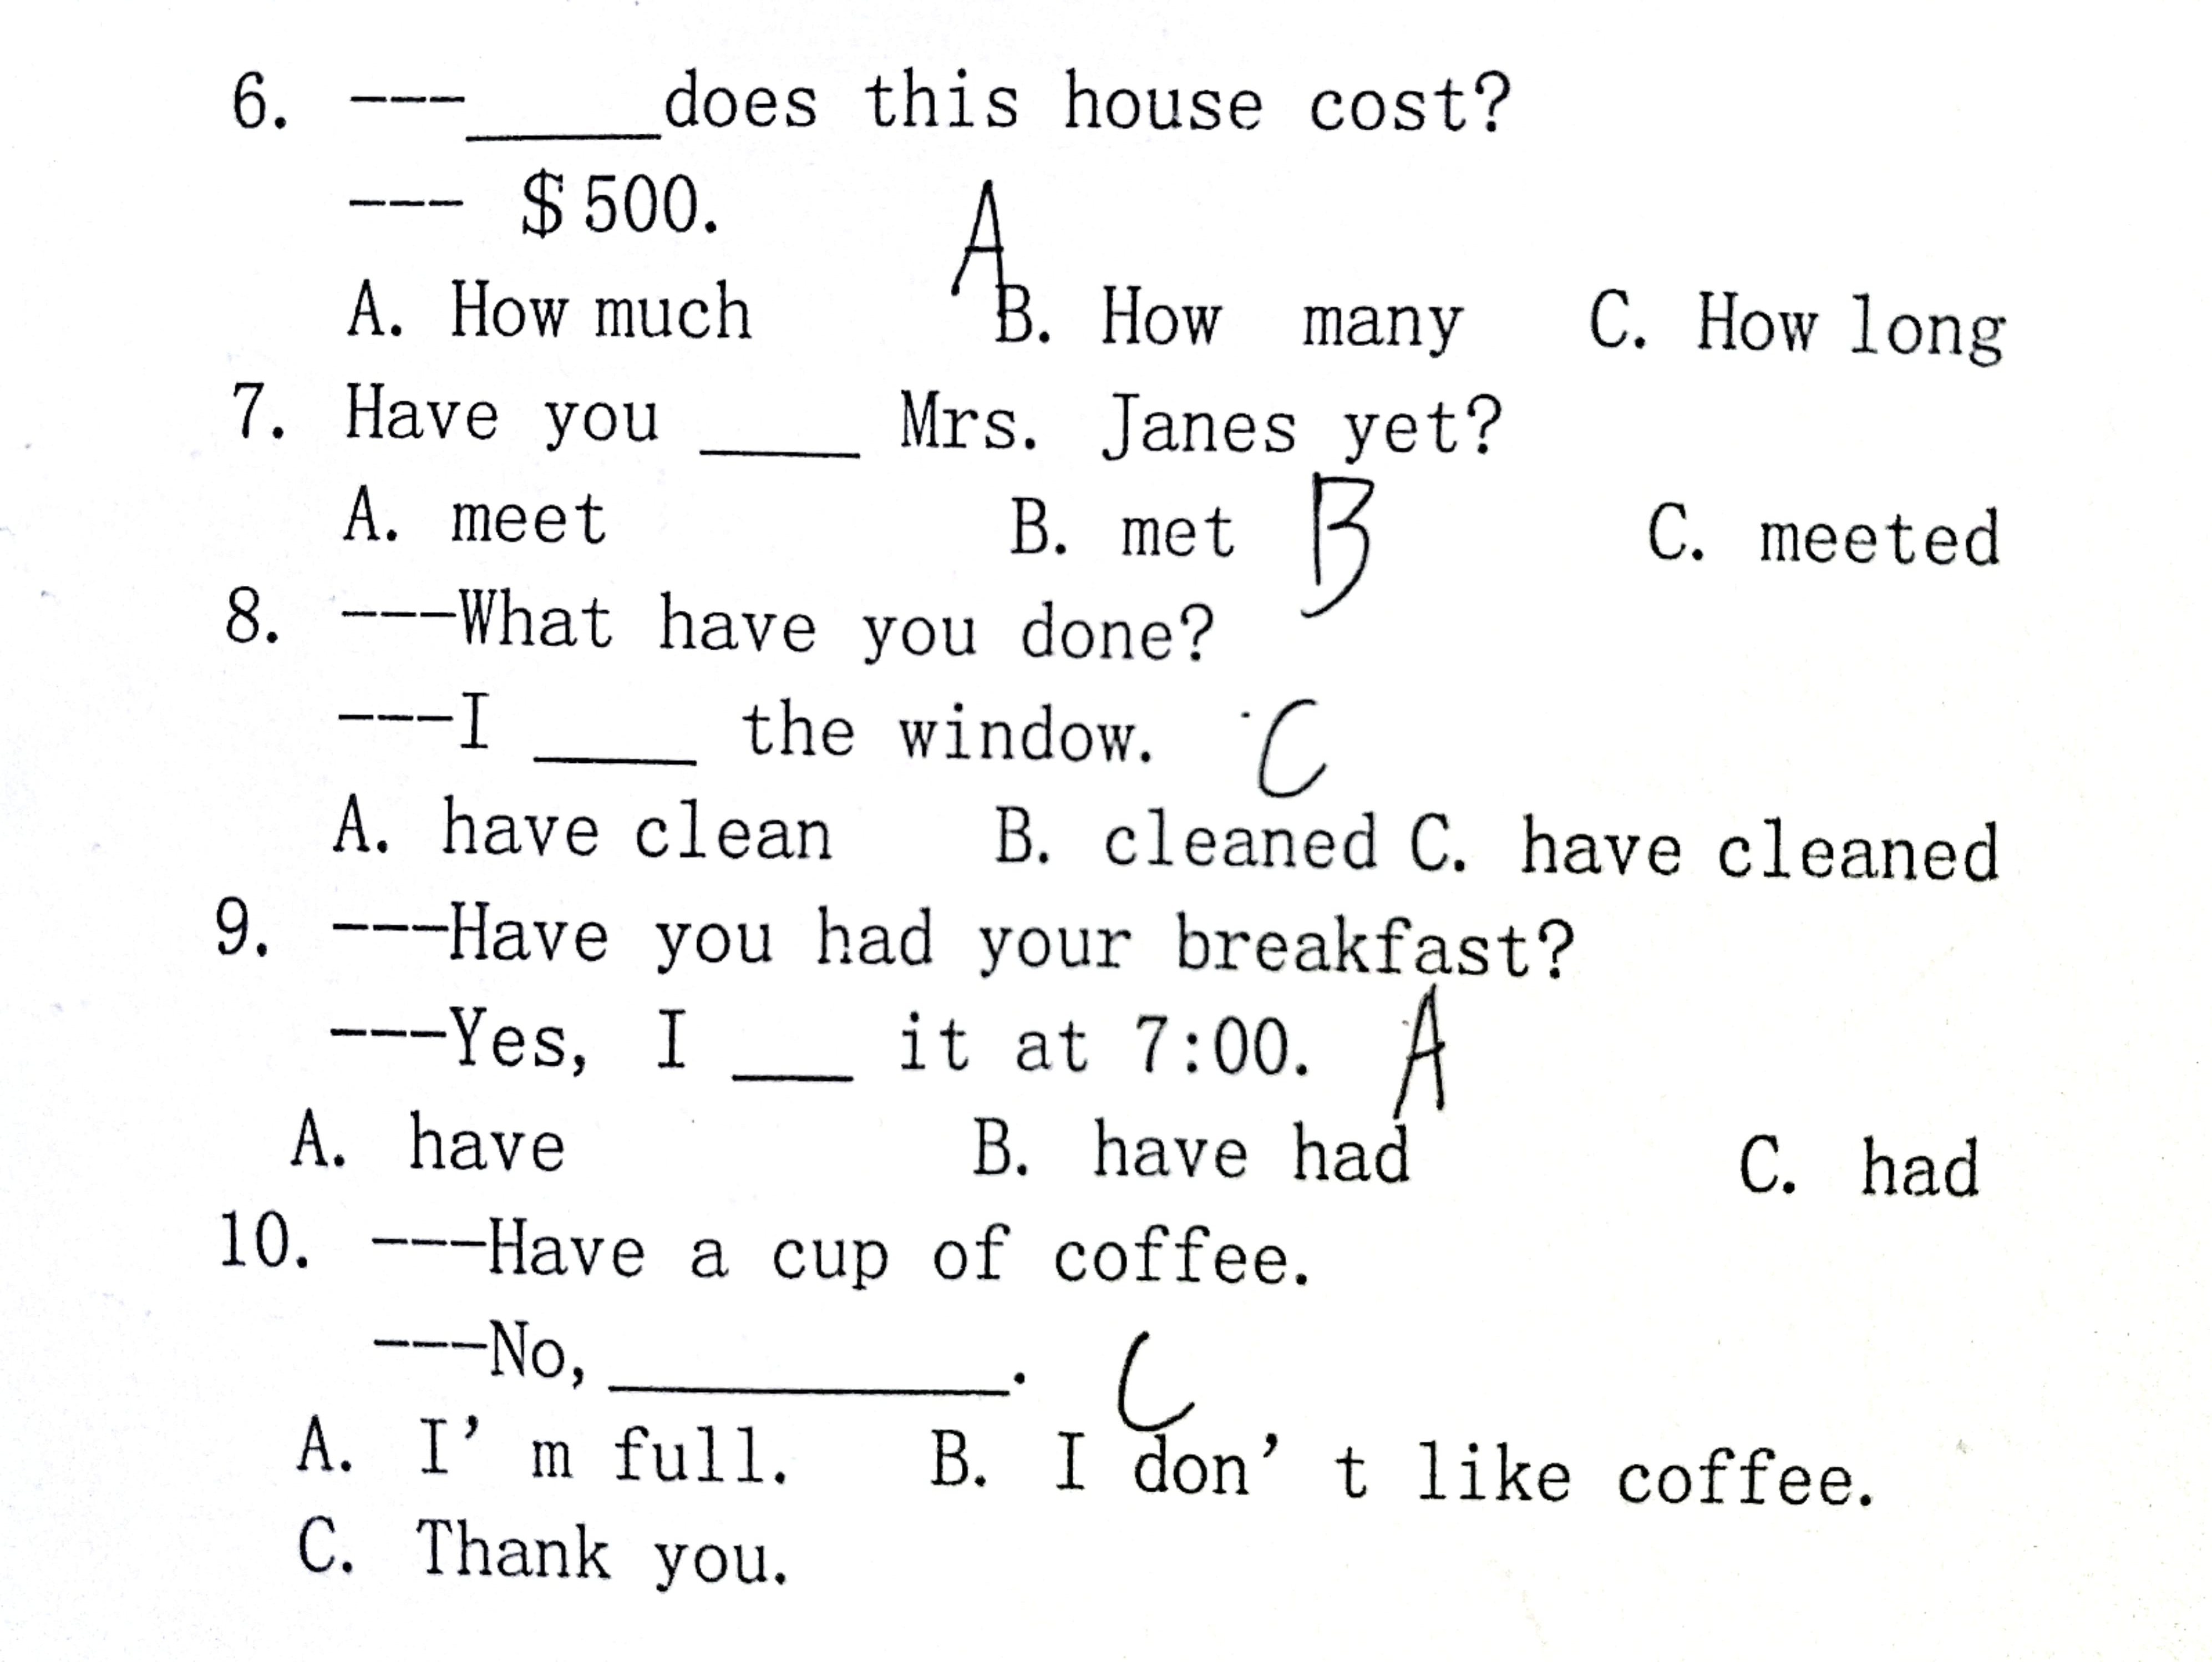 6. ---_____does this house cost?
--- $500.
A
A. How much B. How many C. How long
7. Have you ____ Mrs. Janes yet?
A. meet B. met B C. meeted
8. ---What have you done?
---I ____ the window. C
A. have clean B. cleaned C. have cleaned
9. ---Have you had your breakfast?
---Yes, I ___ it at 7:00. A
A. have B. have had C. had
10. ---Have a cup of coffee.
---No, __________. C
A. I' m full. B. I don' t like coffee.
C. Thank you.